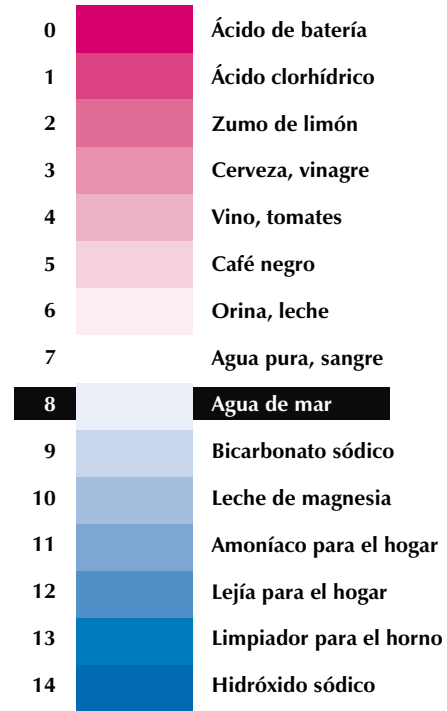 0 Ácido de batería
1 Ácido clorhídrico
2 Zumo de limón
3 Cerveza, vinagre
4 Vino, tomates
5 Café negro
6 Orina, leche
7 Agua pura, sangre
8 Agua de mar
9 Bicarbonato sódico
10 Leche de magnesia
11 Amoníaco para el hogar
12 Lejía para el hogar
13 Limpiador para el horno
14 Hidróxido sódico